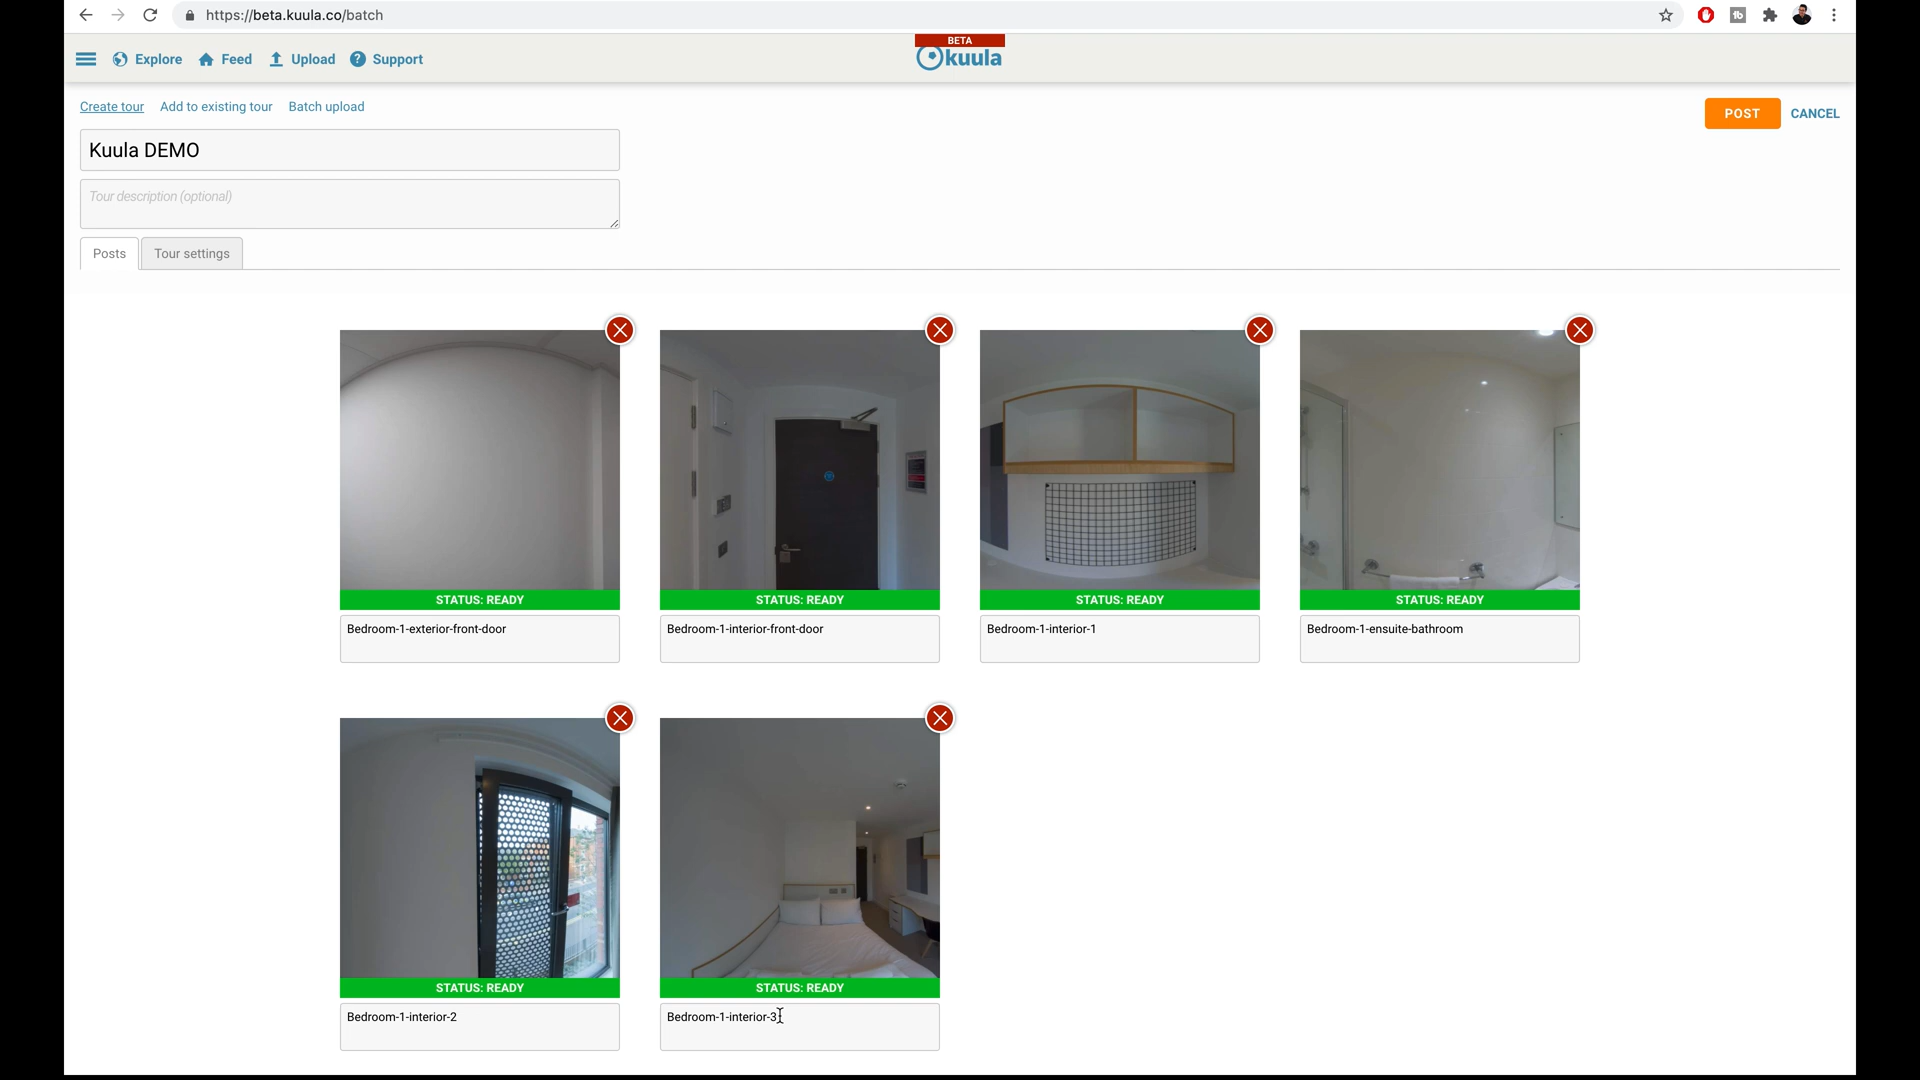 https://beta.kuula.co/batch
Explore Feed Upload Support
BETA
kuula
Create tour Add to existing tour Batch upload
POST CANCEL
Kuula DEMO
Tour description (optional)
Posts Tour settings
STATUS: READY STATUS: READY STATUS: READY STATUS: READY
Bedroom-1-exterior-front-door Bedroom-1-interior-front-door Bedroom-1-interior-1 Bedroom-1-ensuite-bathroom
STATUS: READY STATUS: READY
Bedroom-1-interior-2 Bedroom-1-interior-3